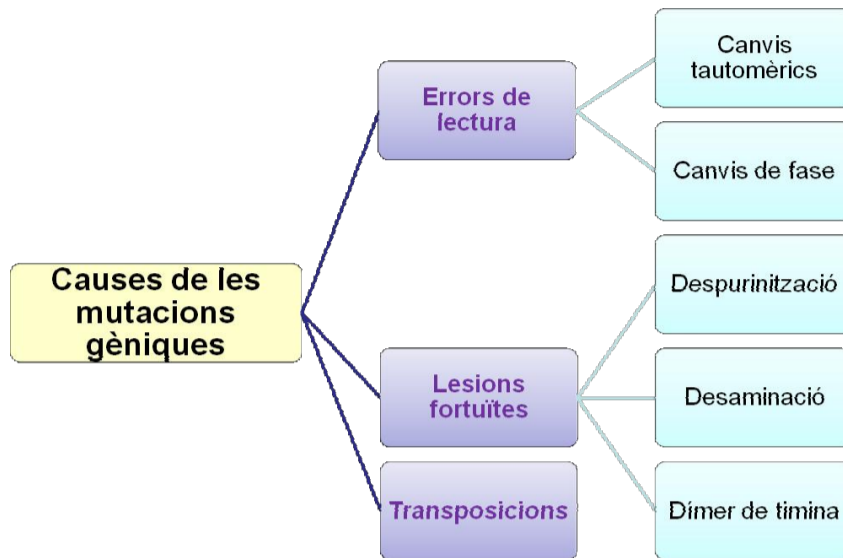 Causes de les
mutacions
gèniques
Errors de
lectura
Canvis
tautomèrics
Canvis de fase
Lesions
fortuïtes
Despurinització
Desaminació
Dímer de timina
Transposicions